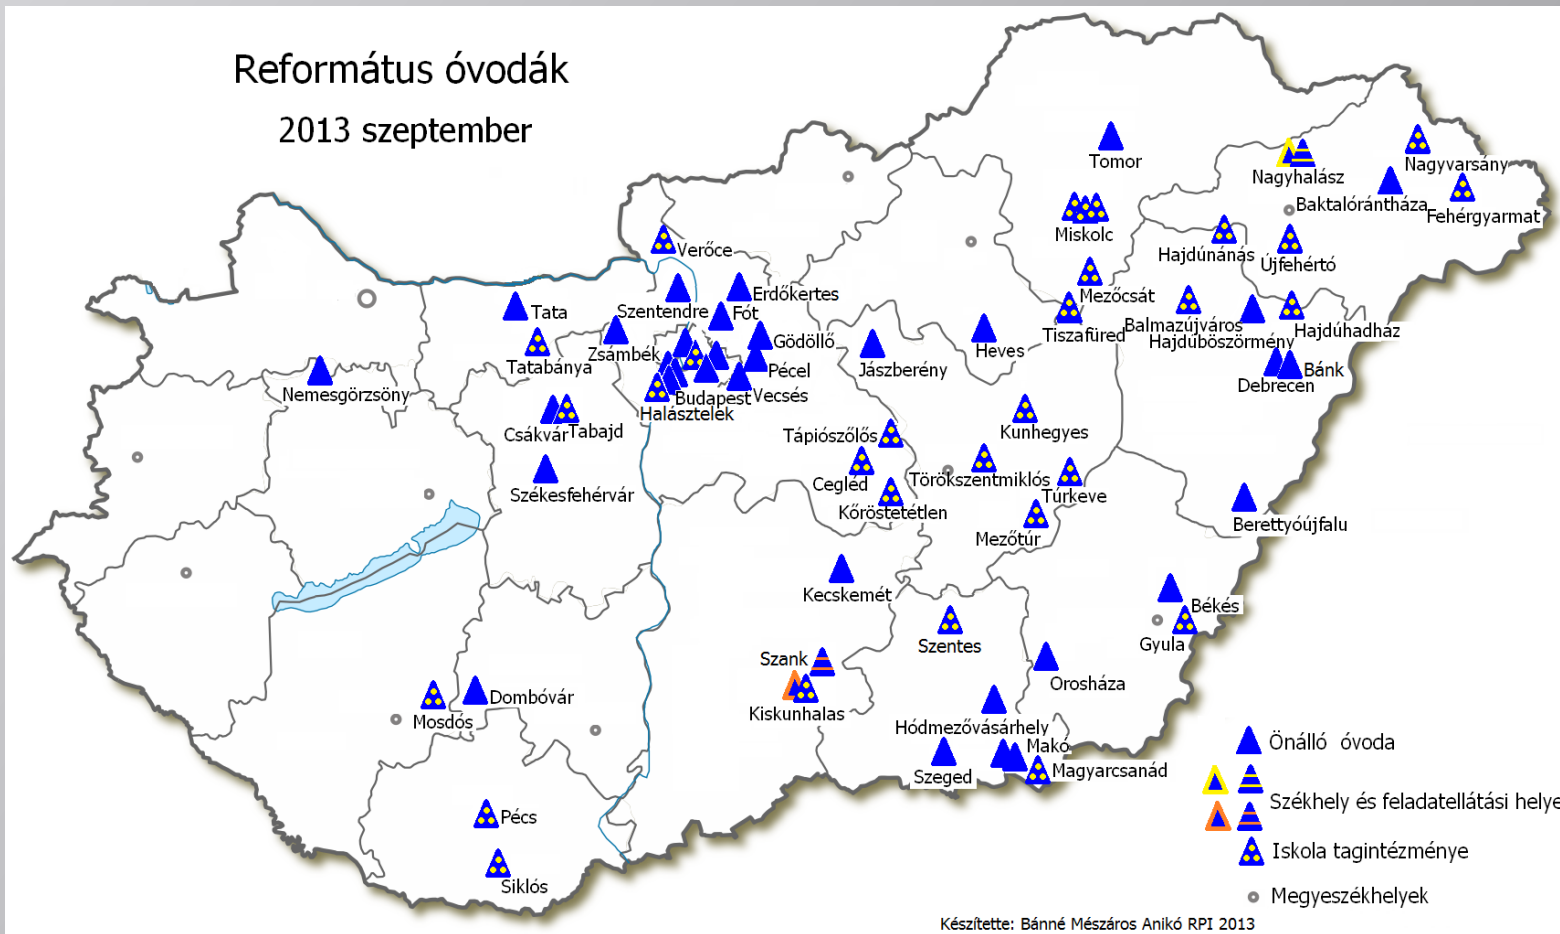 Református óvodák
2013 szeptember
Tomor
Nagyhalász
Nagyvarsány
Baktalórántháza
Fehérgyarmat
Miskolc
Hajdúnánás
Újfehértó
Verőce
Mezőcsát
Erdőkertes
Szentendre
Fót
Tata
Tiszafüred
Balmazújváros
Hajdúhadház
Hajdúböszörmény
Zsámbék
Gödöllő
Heves
Tatabánya
Jászberény
Pécel
Debrecen
Bánk
Nemesgörzsöny
Budapest
Vecsés
Halásztelek
Csákvár
Tabajd
Tápiószőlős
Kunhegyes
Székesfehérvár
Cegléd
Törökszentmiklós
Túrkeve
Kőröstetétlen
Mezőtúr
Berettyóújfalu
Kecskemét
Békés
Gyula
Szentes
Szank
Orosháza
Dombóvár
Mosdós
Kiskunhalas
Hódmezővásárhely
Makó
Szeged
Magyarcsanád
Pécs
Siklós
Önálló óvoda
Székhely és feladatellátási helye
Iskola tagintézménye
Megyeszékhelyek
Készítette: Bánné Mészáros Anikó RPI 2013